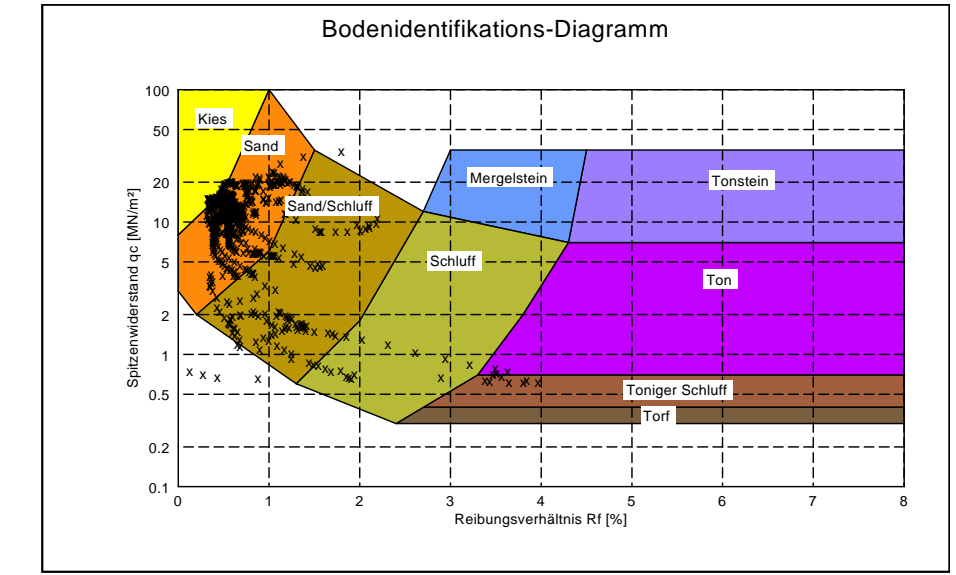 Bodenidentifikations-Diagramm
Spitzenwiderstand qc [MN/m²]
100
50
20
10
5
2
1
0.5
0.2
0.1
Kies
Sand
Sand/Schluff
Mergelstein
Tonstein
Schluff
Ton
Toniger Schluff
Torf
0 1 2 3 4 5 6 7 8
Reibungsverhältnis Rf [%]